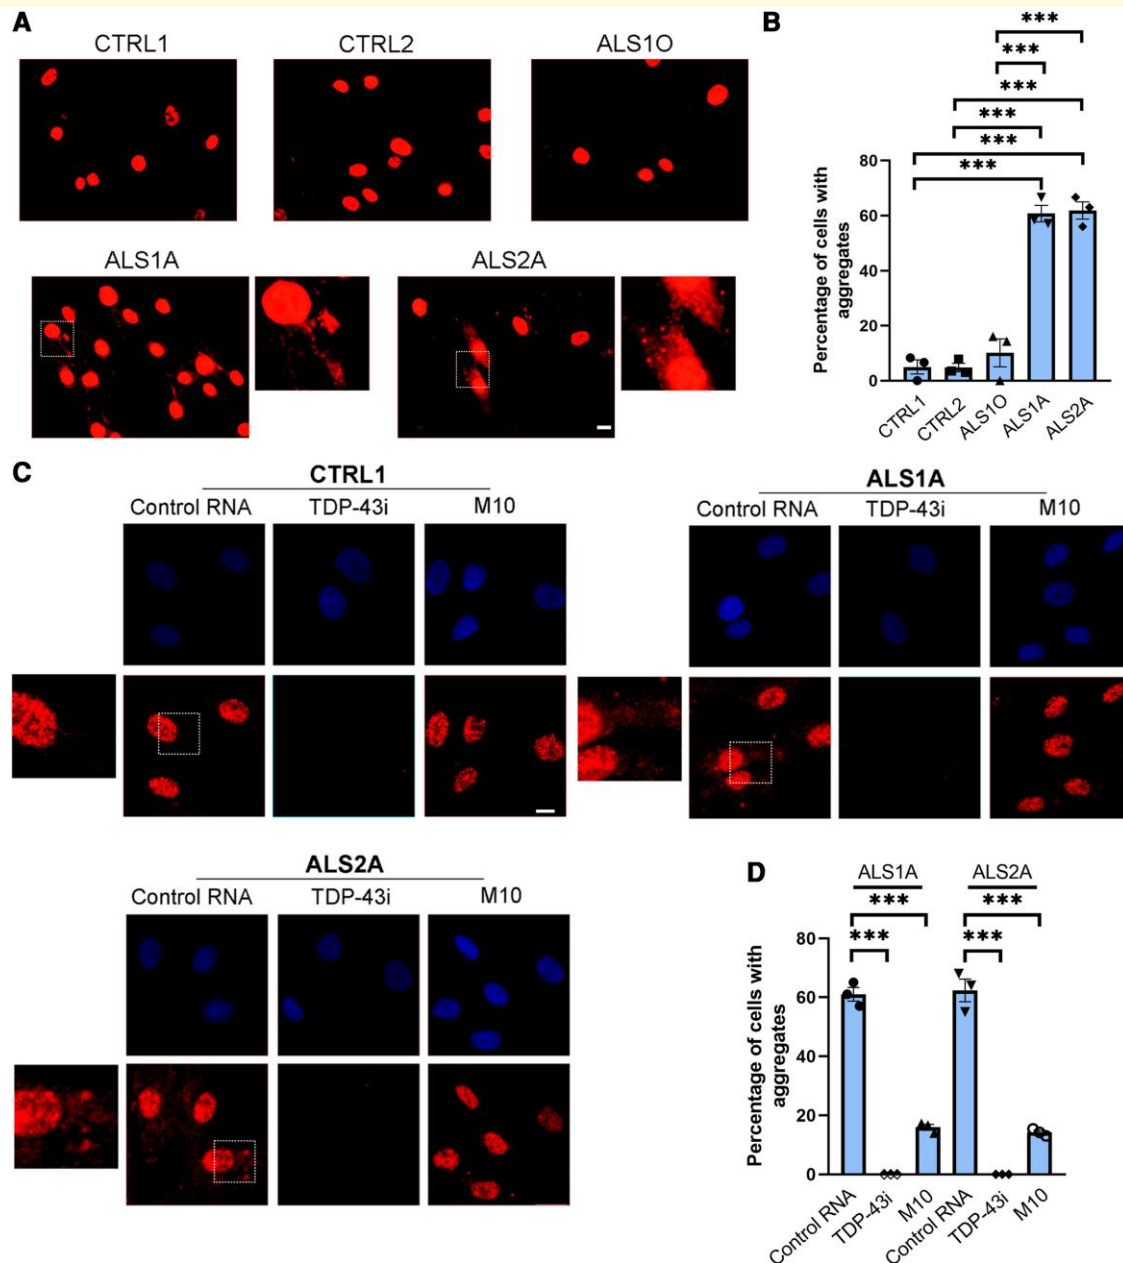 A
CTRL1
CTRL2
ALS1O
ALS1A
ALS2A
B
***
***
***
***
***
***
Percentage of cells with
aggregates
80
60
40
20
0
CTRL1
CTRL2
ALS1O
ALS1A
ALS2A
C
CTRL1
Control RNA
TDP-43i
M10
ALS1A
Control RNA
TDP-43i
M10
ALS2A
Control RNA
TDP-43i
M10
D
ALS1A
ALS2A
***
***
***
***
Percentage of cells with
aggregates
80
60
40
20
0
Control RNA
TDP-43i
M10
Control RNA
TDP-43i
M10